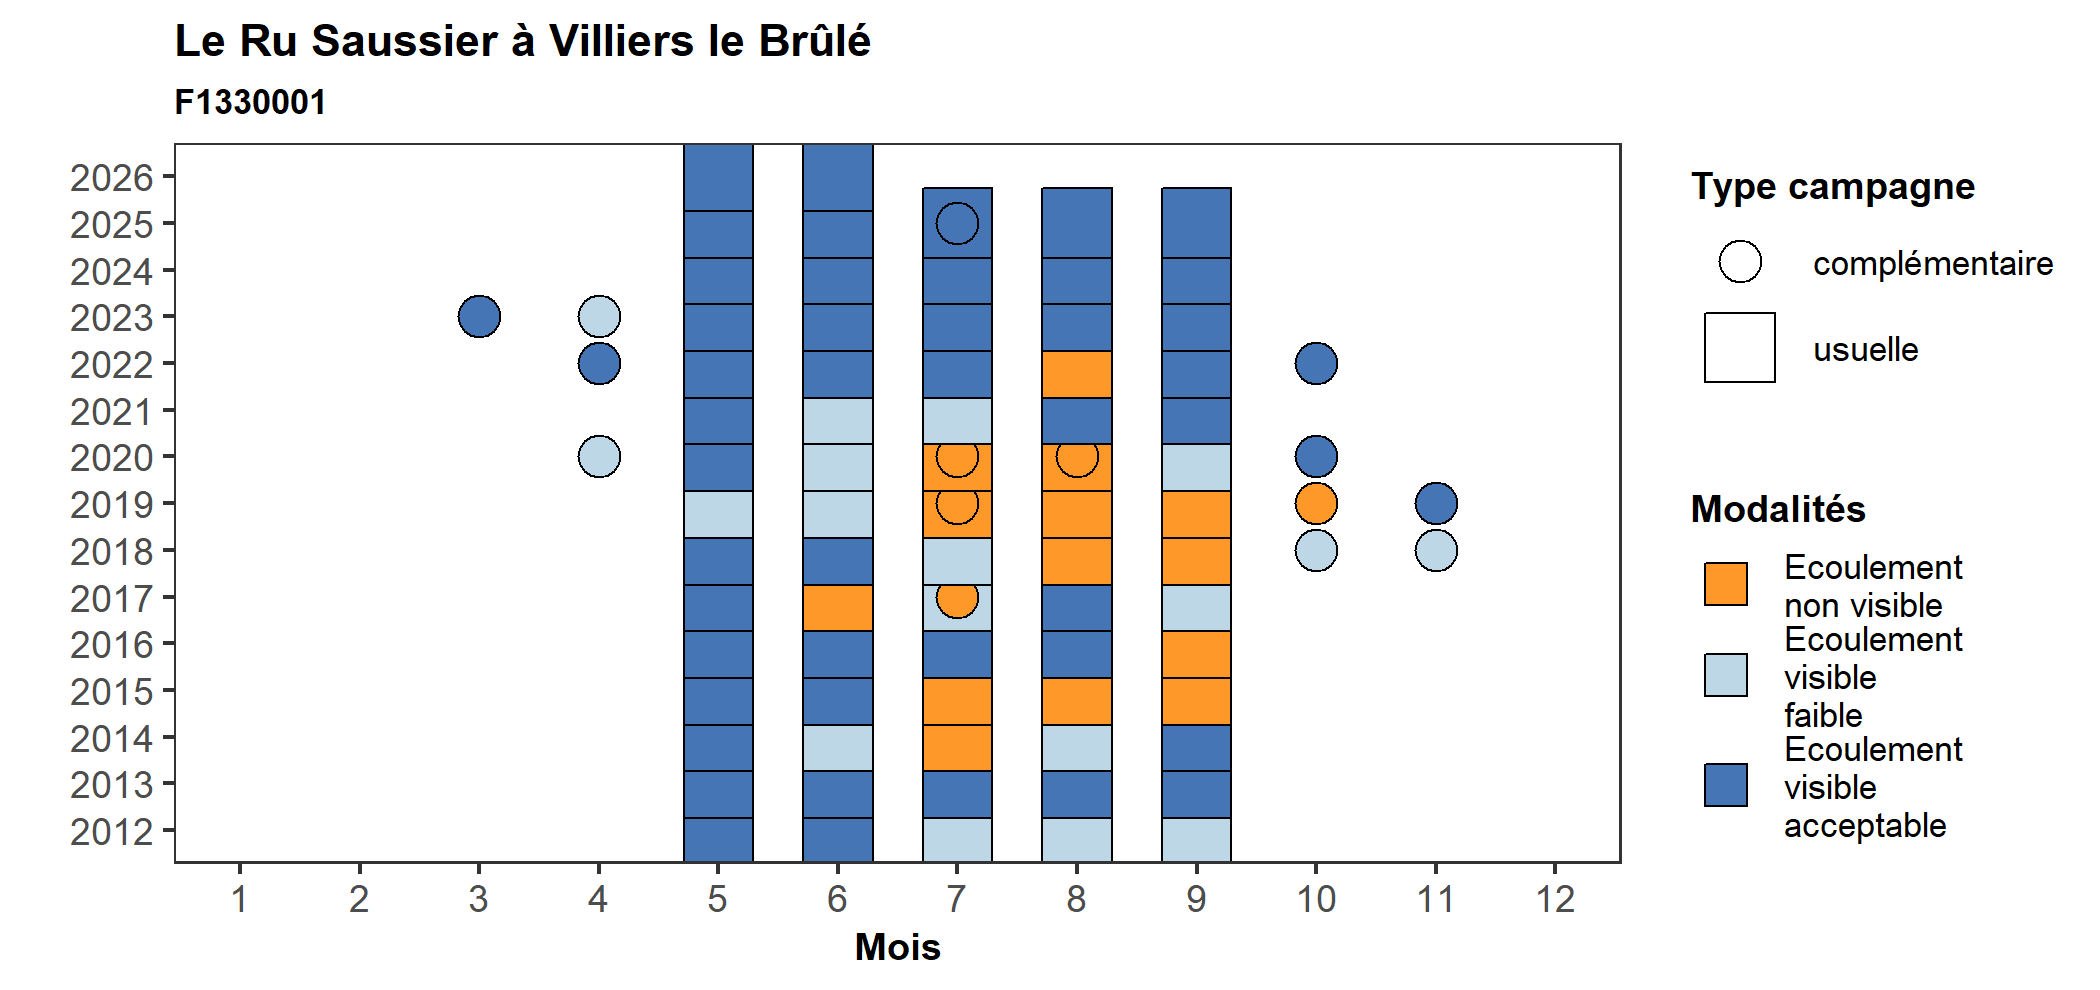 Le Ru Saussier à Villiers le Brûlé
F1330001
2026
2025
2024
2023
2022
2021
2020
2019
2018
2017
2016
2015
2014
2013
2012
1 2 3 4 5 6 7 8 9 10 11 12
Mois
Type campagne
complémentaire
usuelle
Modalités
Ecoulement
non visible
Ecoulement
visible
faible
Ecoulement
visible
acceptable